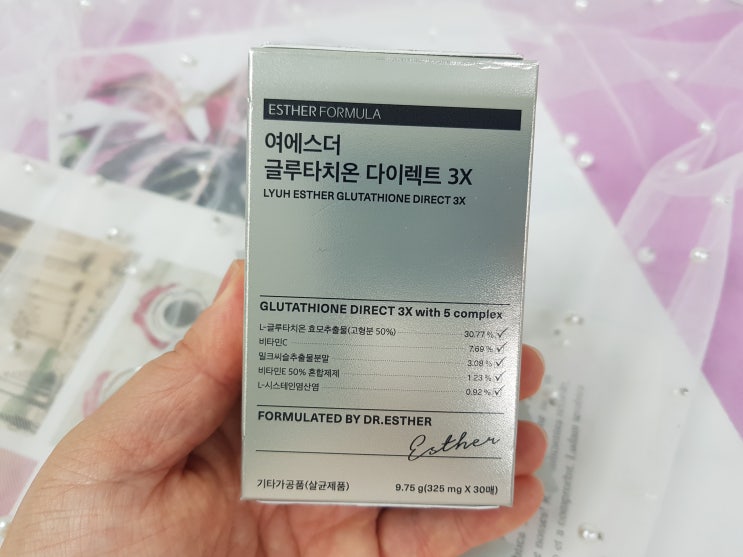 ESTHER FORMULA
여에스더
글루타치온 다이렉트 3X
LYUH ESTHER GLUTATHIONE DIRECT 3X
GLUTATHIONE DIRECT 3X with 5 complex
L-글루타치온 효모추출물(고형분 50%) 30.77 % ✓
비타민C 7.69 % ✓
밀크씨슬추출물분말 3.08 % ✓
비타민E 50% 혼합제제 1.23 % ✓
L-시스테인염산염 0.92 % ✓
FORMULATED BY DR.ESTHER
Esther
기타가공품(살균제품) 9.75 g(325 mg X 30매)